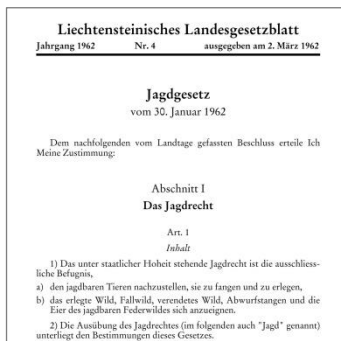 Liechtensteinisches Landesgesetzblatt
Jahrgang 1962 Nr. 4 ausgegeben am 2. März 1962
Jagdgesetz
vom 30. Januar 1962
Dem nachfolgenden vom Landtage gefassten Beschluss erteile Ich
Meine Zustimmung:
Abschnitt I
Das Jagdrecht
Art. 1
Inhalt
1) Das unter staatlicher Hoheit stehende Jagdrecht ist die ausschliess-
liche Befugnis,
a) den jagdbaren Tieren nachzustellen, sie zu fangen und zu erlegen,
b) das erlegte Wild, Fallwild, verendetes Wild, Abwurfstangen und die
Eier des jagdbaren Federwildes sich anzueignen.
2) Die Ausübung des Jagdrechtes (im folgenden auch "Jagd" genannt)
unterliegt den Bestimmungen dieses Gesetzes.